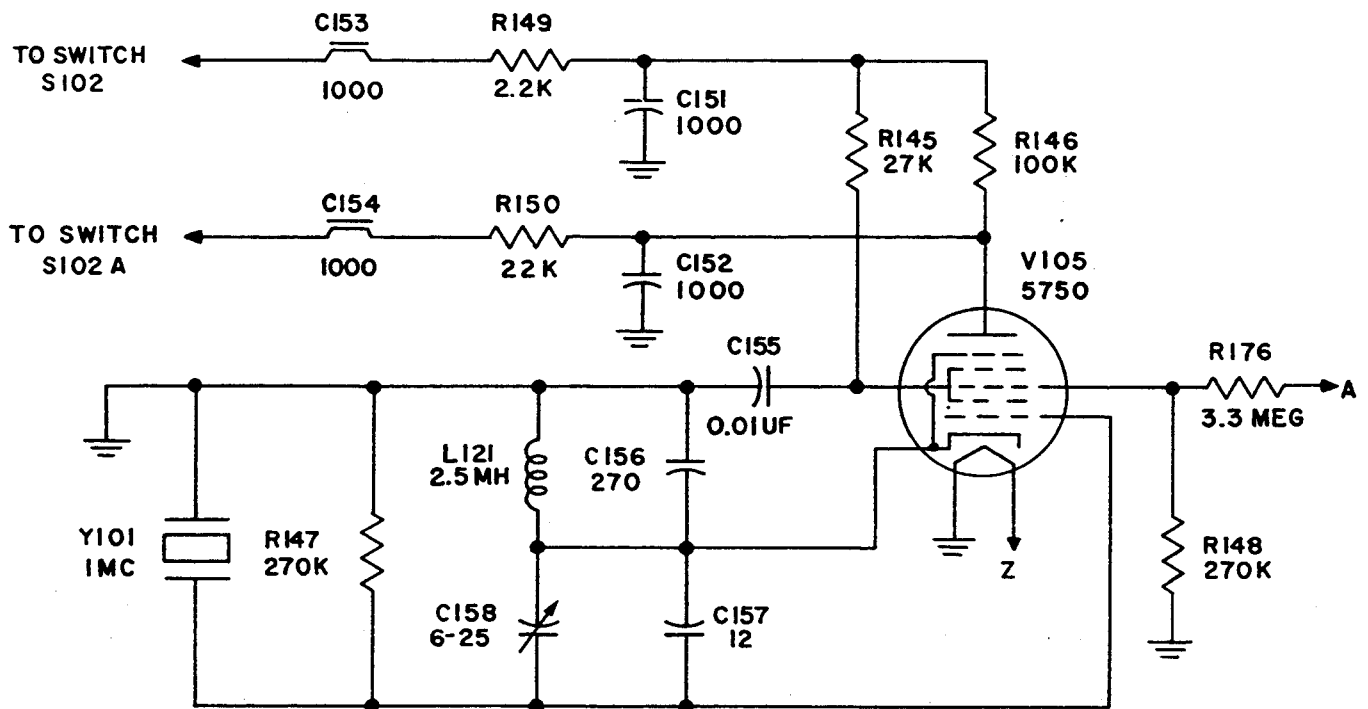 C153
R149
TO SWITCH
S102
1000
2.2K
C151
1000
R145
27K
R146
100K
C154
R150
TO SWITCH
S102 A
1000
22K
C152
1000
V105
5750
C155
0.01UF
R176
3.3 MEG
A
L121
2.5MH
C156
270
Y101
1MC
R147
270K
Z
R148
270K
C158
6-25
C157
12